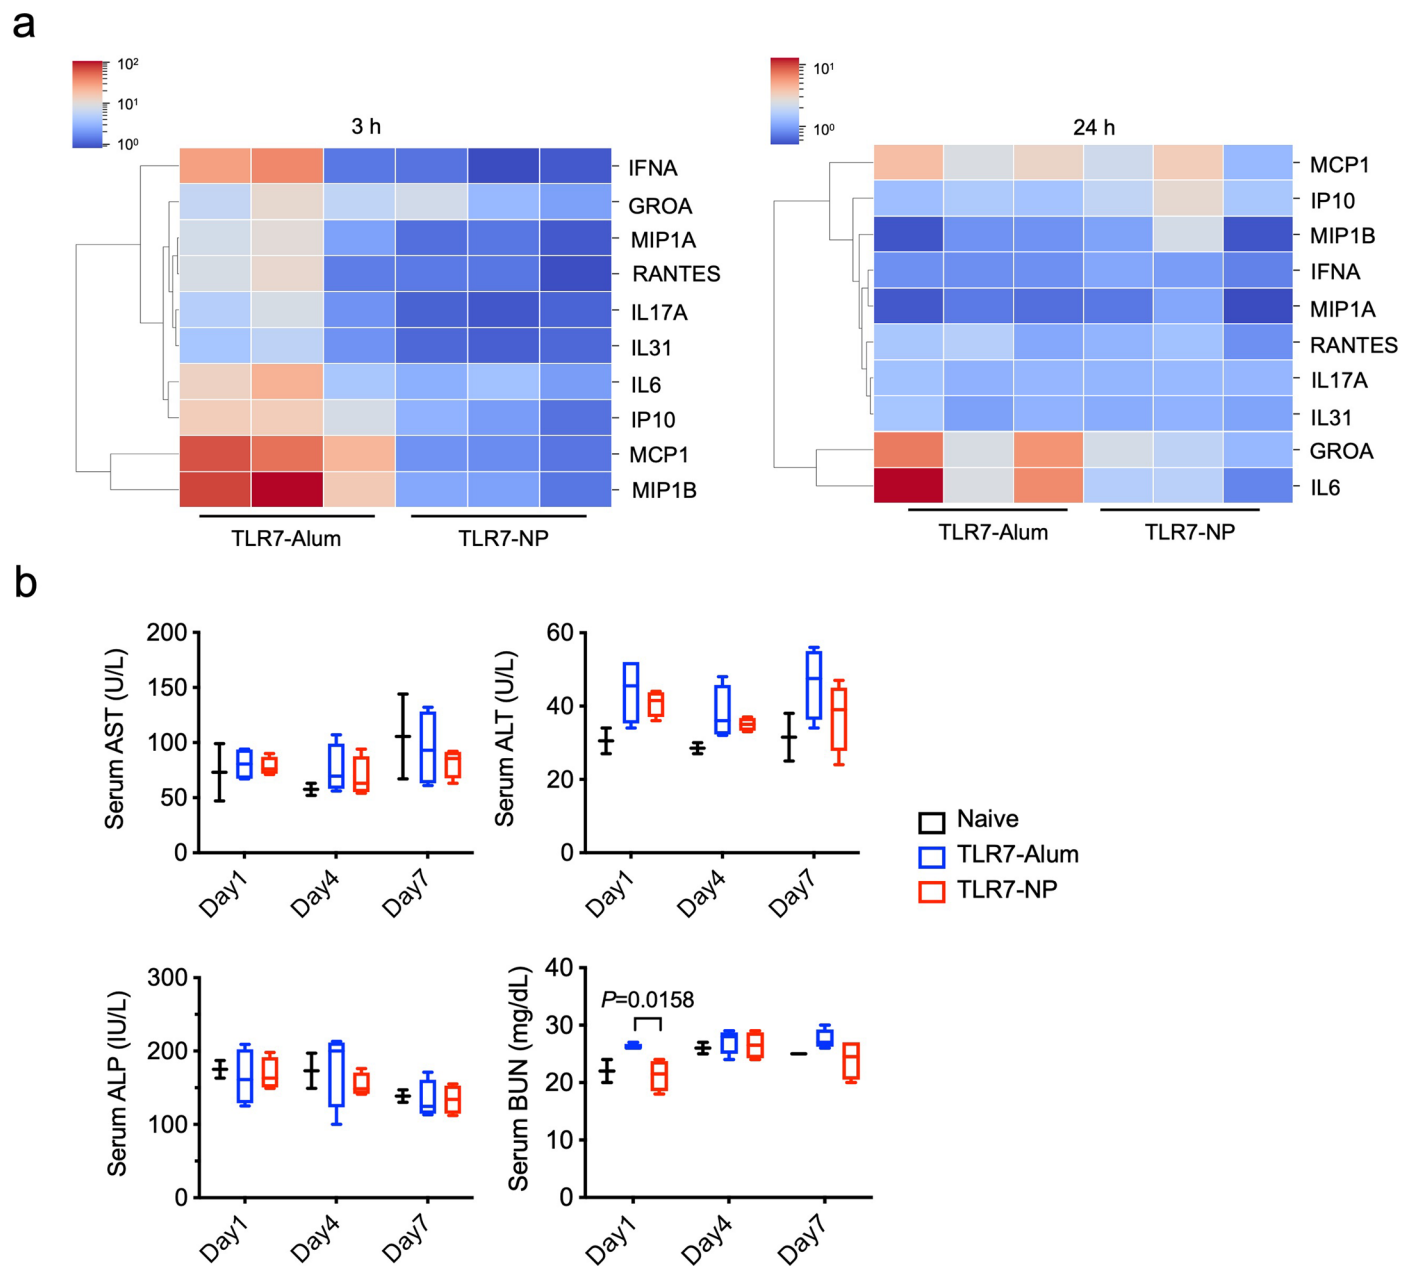 a
10²
10¹
10⁰
3 h
IFNA
GROA
MIP1A
RANTES
IL17A
IL31
IL6
IP10
MCP1
MIP1B
TLR7-Alum TLR7-NP
10¹
10⁰
24 h
MCP1
IP10
MIP1B
IFNA
MIP1A
RANTES
IL17A
IL31
GROA
IL6
TLR7-Alum TLR7-NP
b
Serum AST (U/L)
200
150
100
50
0
Day1 Day4 Day7
Serum ALT (U/L)
60
40
20
0
Day1 Day4 Day7
Naive
TLR7-Alum
TLR7-NP
Serum ALP (IU/L)
300
200
100
0
Day1 Day4 Day7
Serum BUN (mg/dL)
40
30
20
10
0
P=0.0158
Day1 Day4 Day7